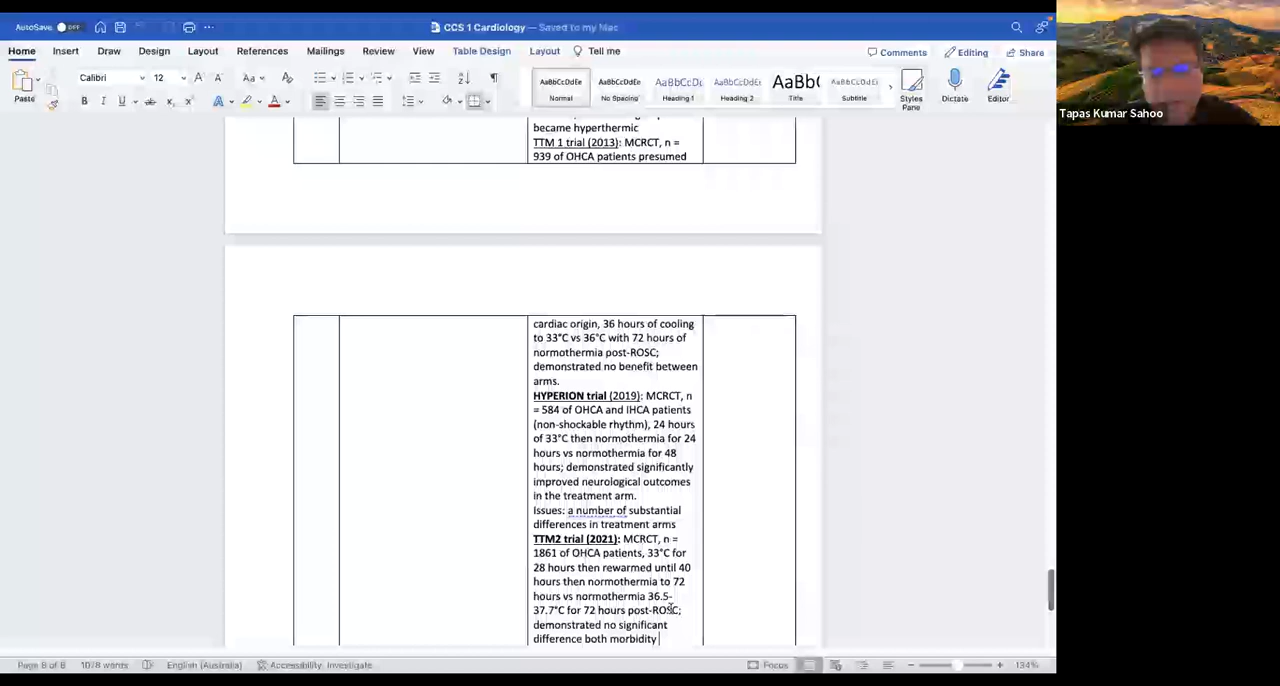 AutoSave OFF
CCS 1 Cardiology — Saved to my Mac
Home Insert Draw Design Layout References Mailings Review View Table Design Layout Tell me
Comments Editing Share
Paste
Calibri 12
AaBbCcDdEe Normal
AaBbCcDdEe No Spacing
AaBbCcDc Heading 1
AaBbCcDdEe Heading 2
AaBb( Title
AaBbCcDdE Subtitle
Styles Pane
Dictate
Editor
Tapas Kumar Sahoo
became hyperthermic
TTM 1 trial (2013): MCRCT, n =
939 of OHCA patients presumed
cardiac origin, 36 hours of cooling
to 33°C vs 36°C with 72 hours of
normothermia post-ROSC;
demonstrated no benefit between
arms.
HYPERION trial (2019): MCRCT, n
= 584 of OHCA and IHCA patients
(non-shockable rhythm), 24 hours
of 33°C then normothermia for 24
hours vs normothermia for 48
hours; demonstrated significantly
improved neurological outcomes
in the treatment arm.
Issues: a number of substantial
differences in treatment arms
TTM2 trial (2021): MCRCT, n =
1861 of OHCA patients, 33°C for
28 hours then rewarmed until 40
hours then normothermia to 72
hours vs normothermia 36.5-
37.7°C for 72 hours post-ROSC;
demonstrated no significant
difference both morbidity
Page 8 of 8 1078 words English (Australia) Accessibility: Investigate Focus 134%